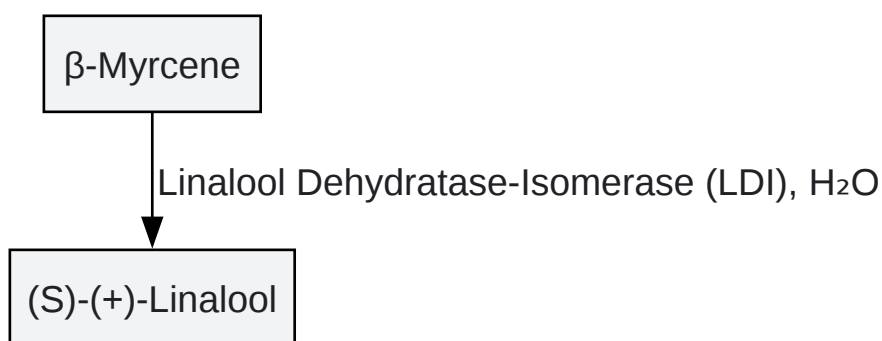 β-Myrcene
Linalool Dehydratase-Isomerase (LDI), H₂O
(S)-(+)-Linalool